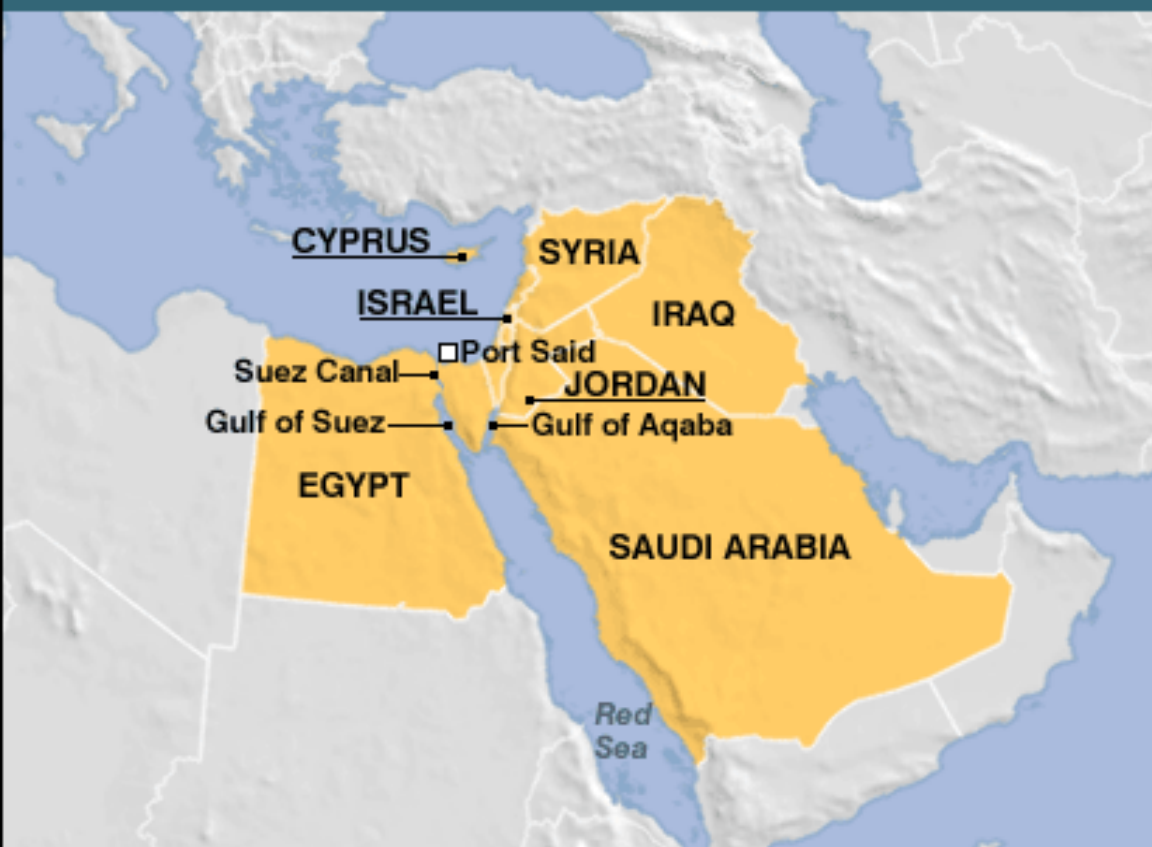 CYPRUS
SYRIA
ISRAEL
IRAQ
Port Said
Suez Canal
JORDAN
Gulf of Suez
Gulf of Aqaba
EGYPT
SAUDI ARABIA
Red
Sea